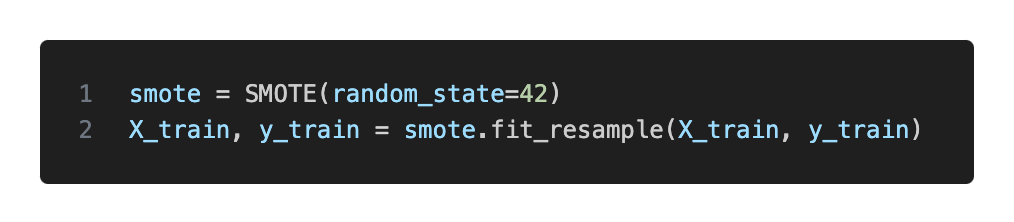 1 smote = SMOTE(random_state=42)
2 X_train, y_train = smote.fit_resample(X_train, y_train)